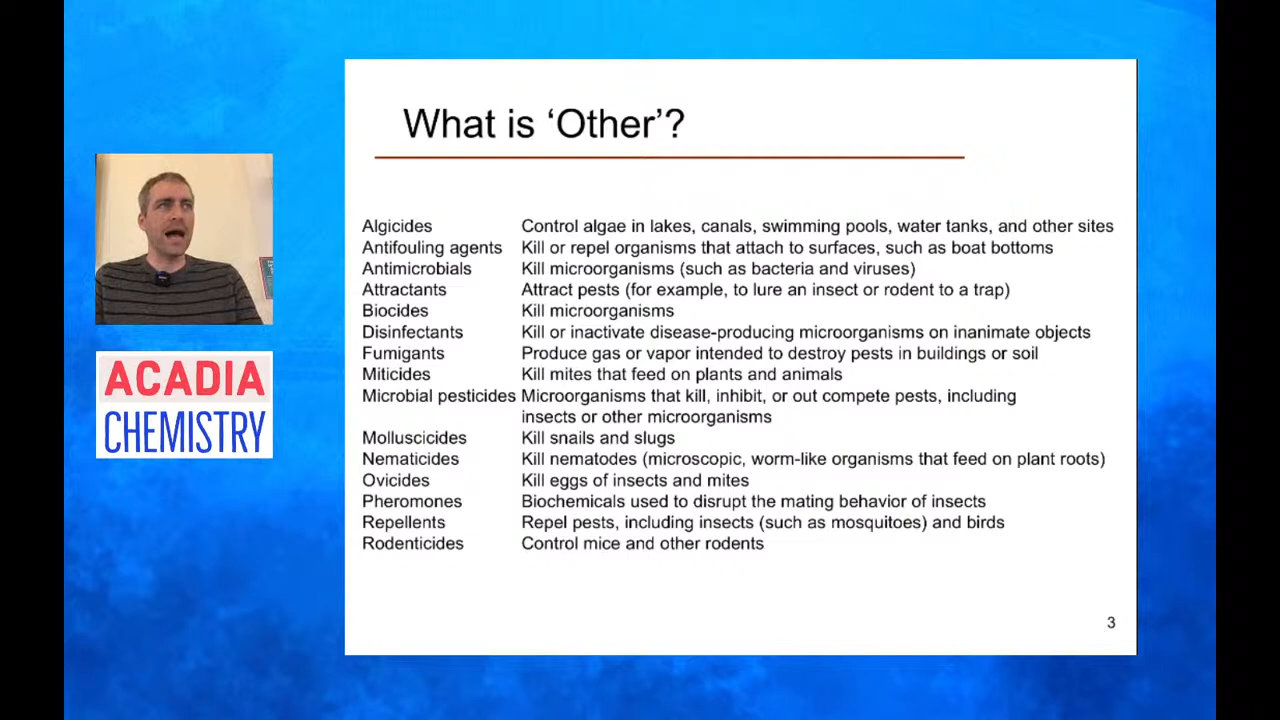 What is ‘Other’?
Algicides Control algae in lakes, canals, swimming pools, water tanks, and other sites
Antifouling agents Kill or repel organisms that attach to surfaces, such as boat bottoms
Antimicrobials Kill microorganisms (such as bacteria and viruses)
Attractants Attract pests (for example, to lure an insect or rodent to a trap)
Biocides Kill microorganisms
Disinfectants Kill or inactivate disease-producing microorganisms on inanimate objects
Fumigants Produce gas or vapor intended to destroy pests in buildings or soil
Miticides Kill mites that feed on plants and animals
Microbial pesticides Microorganisms that kill, inhibit, or out compete pests, including
insects or other microorganisms
Molluscicides Kill snails and slugs
Nematicides Kill nematodes (microscopic, worm-like organisms that feed on plant roots)
Ovicides Kill eggs of insects and mites
Pheromones Biochemicals used to disrupt the mating behavior of insects
Repellents Repel pests, including insects (such as mosquitoes) and birds
Rodenticides Control mice and other rodents
3
ACADIA
CHEMISTRY